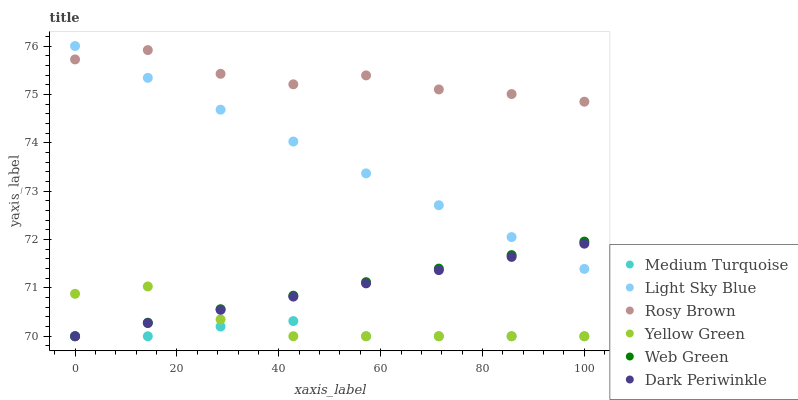 title
76
75
74
73
72
71
70
yaxis_label
0 20 40 60 80 100
xaxis_label
Medium Turquoise
Light Sky Blue
Rosy Brown
Yellow Green
Web Green
Dark Periwinkle